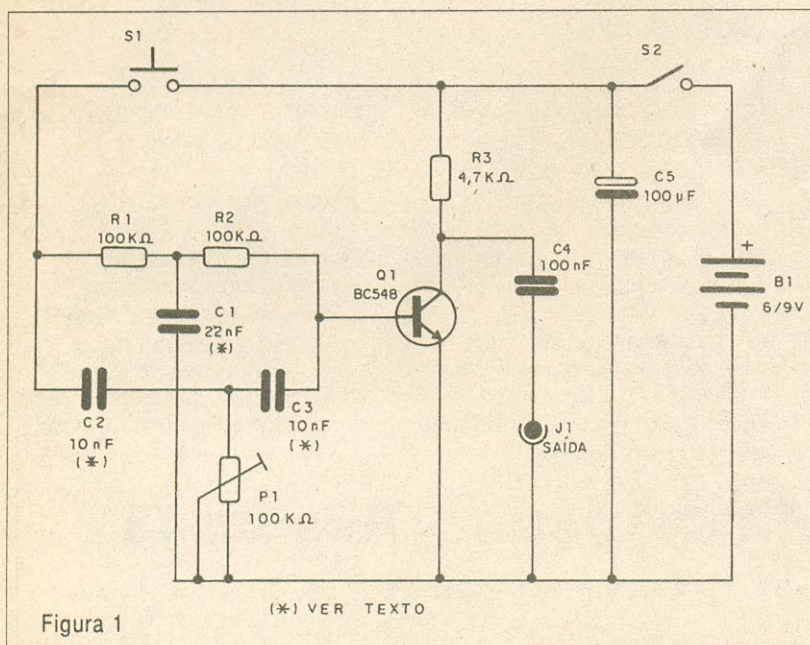 S1
S2
R3
4,7KΩ
C5
100µF
R1
100KΩ
R2
100KΩ
C4
100nF
Q1
BC548
+
B1
6/9V
C1
22nF
(*)
C2
10nF
(*)
C3
10nF
(*)
J1
SAÍDA
P1
100KΩ
(*) VER TEXTO
Figura 1